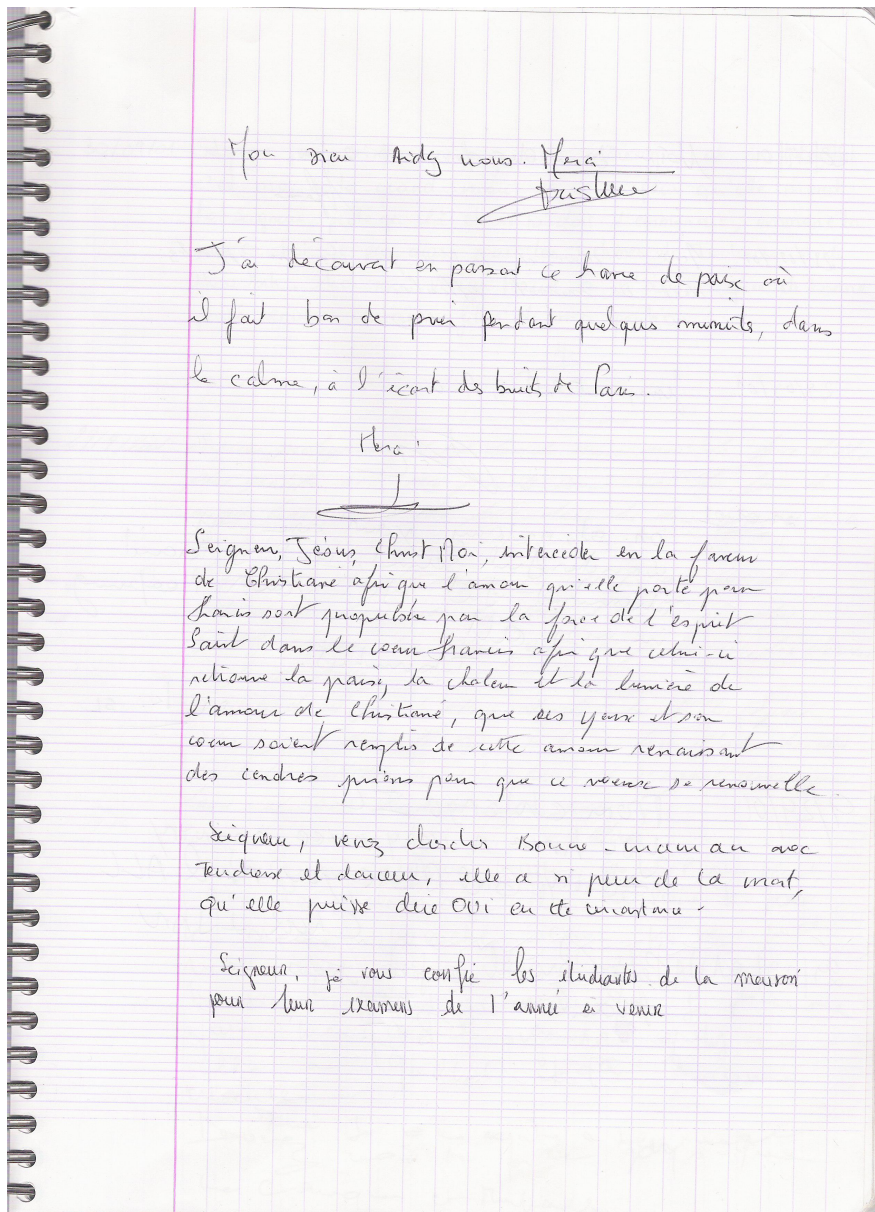 Mon Dieu Aidez nous. Merci
J'ai découvert en passant ce havre de paix où
il fait bon de prier pendant quelques minutes, dans
le calme, à l'écart des bruits de Paris.
Merci
Seigneur, Jésus, Christ Roi, intercéder en la faveur
de Christiane afin que l'amour qu'elle porte pour
francis sont propulsée par la force de l'esprit
Saint dans le coeur francis afin que celui-ci
retrouve la paix, la chaleur et la lumière de
l'amour de Christiane, que ses yeux et son
coeur soient remplis de cette amour renaissant
des cendres prions pour que ce se renouvelle.
Seigneur, venez chercher Bonne-maman avec
Tendresse et douceur, elle a si peur de la mort,
qu'elle puisse dire OUI en tte circonstance -
Seigneur, je vous confie les étudiantes de la maison
pour leur examens de l'année à venir